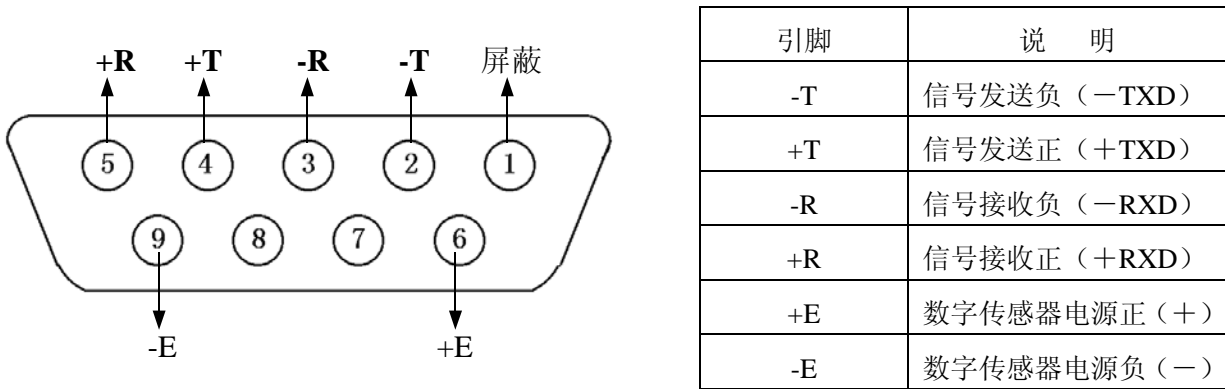 +R +T -R -T 屏蔽
5 4 3 2 1
9 8 7 6
-E +E
引脚 说 明
-T 信号发送负（－TXD）
+T 信号发送正（＋TXD）
-R 信号接收负（－RXD）
+R 信号接收正（＋RXD）
+E 数字传感器电源正（＋）
-E 数字传感器电源负（－）